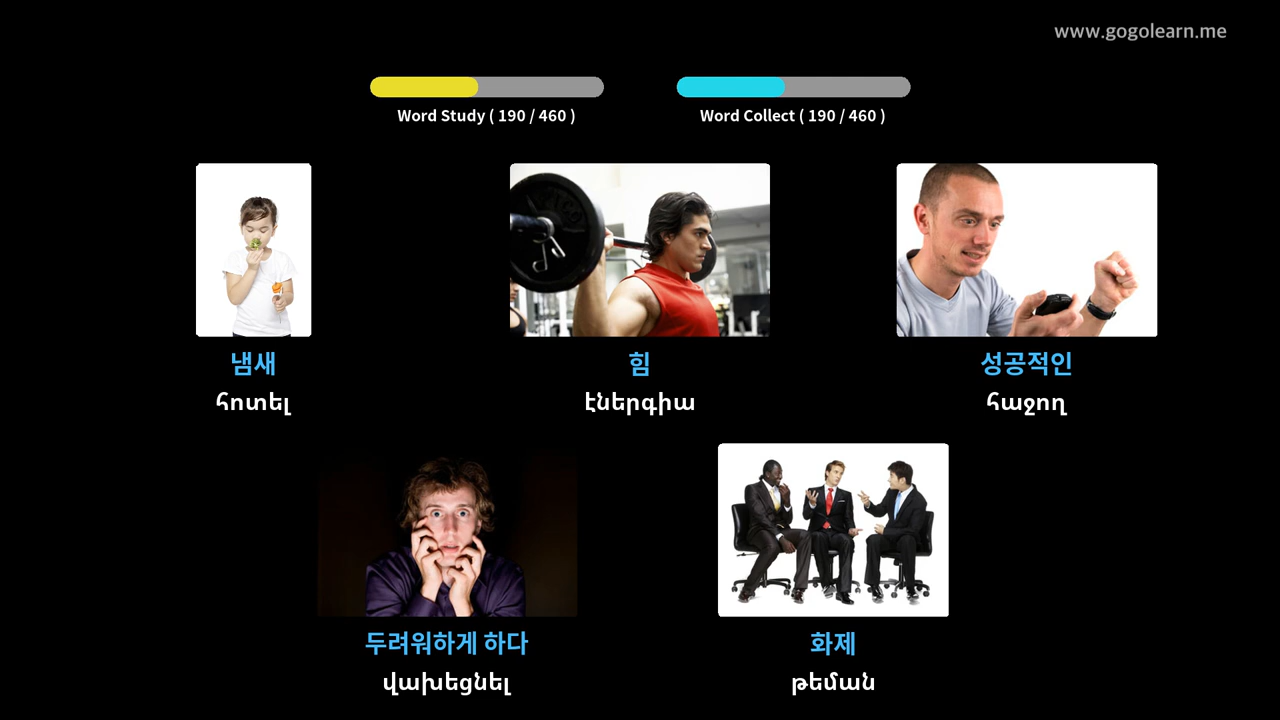 www.gogolearn.me
Word Study ( 190 / 460 )
Word Collect ( 190 / 460 )
냄새
հոտել
힘
էներգիա
성공적인
հաջող
두려워하게 하다
վախեցնել
화제
թեման